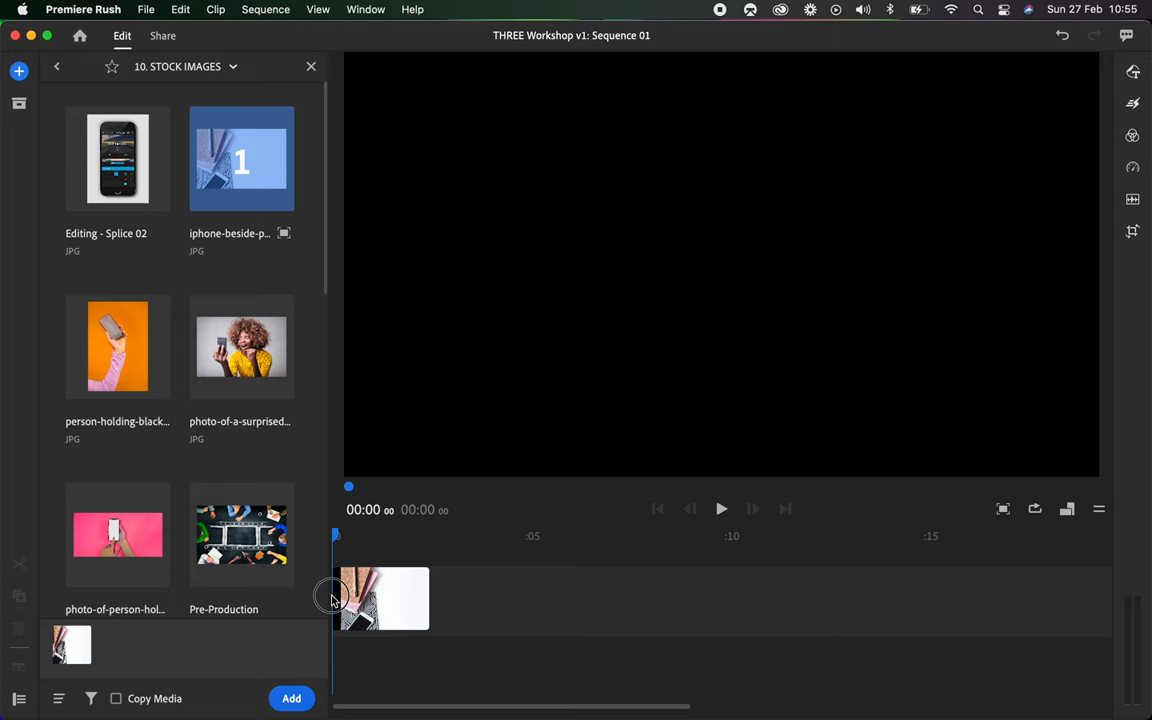 Premiere Rush File Edit Clip Sequence View Window Help Sun 27 Feb 10:55
Edit Share THREE Workshop v1: Sequence 01
10. STOCK IMAGES
1
Editing - Splice 02 iphone-beside-p...
JPG JPG
person-holding-black... photo-of-a-surprised...
JPG JPG
00:00 00 00:00 00
:05 :10 :15
photo-of-person-hol... Pre-Production
Copy Media Add